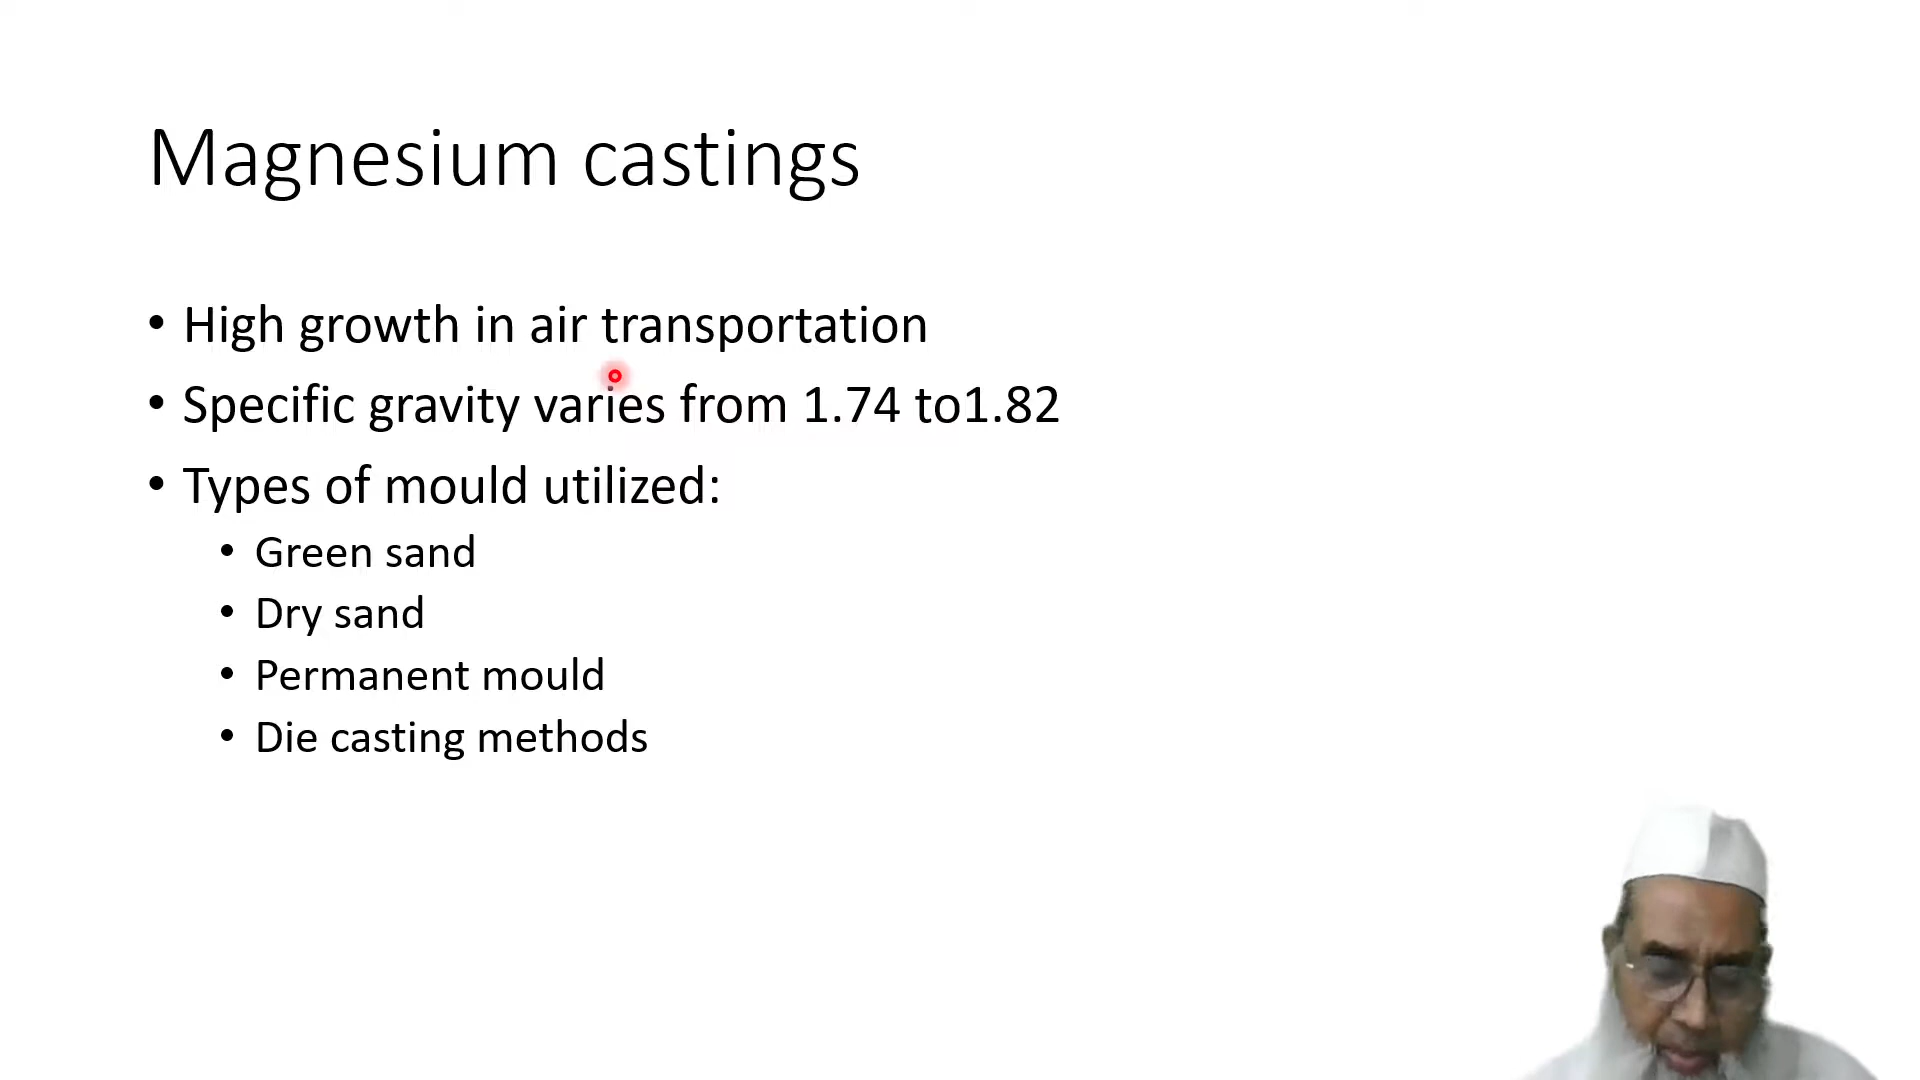 Magnesium castings
• High growth in air transportation
• Specific gravity varies from 1.74 to1.82
• Types of mould utilized:
• Green sand
• Dry sand
• Permanent mould
• Die casting methods